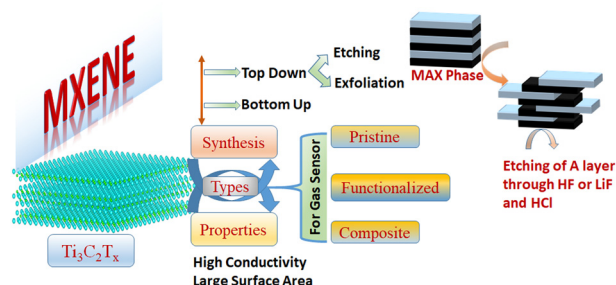 MXENE
Ti₃C₂Tₓ
Synthesis
Types
Properties
High Conductivity
Large Surface Area
Top Down
Bottom Up
Etching
Exfoliation
For Gas Sensor
Pristine
Functionalized
Composite
MAX Phase
Etching of A layer
through HF or LiF
and HCl